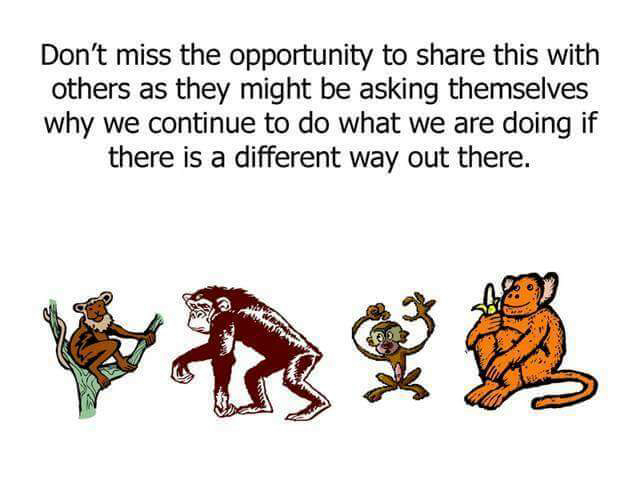 Don't miss the opportunity to share this with
others as they might be asking themselves
why we continue to do what we are doing if
there is a different way out there.